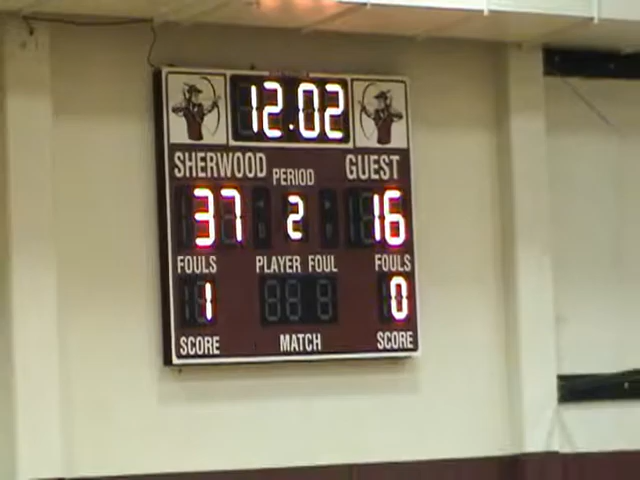 12.02
SHERWOOD PERIOD GUEST
37 2 16
FOULS PLAYER FOUL FOULS
1 0
SCORE MATCH SCORE